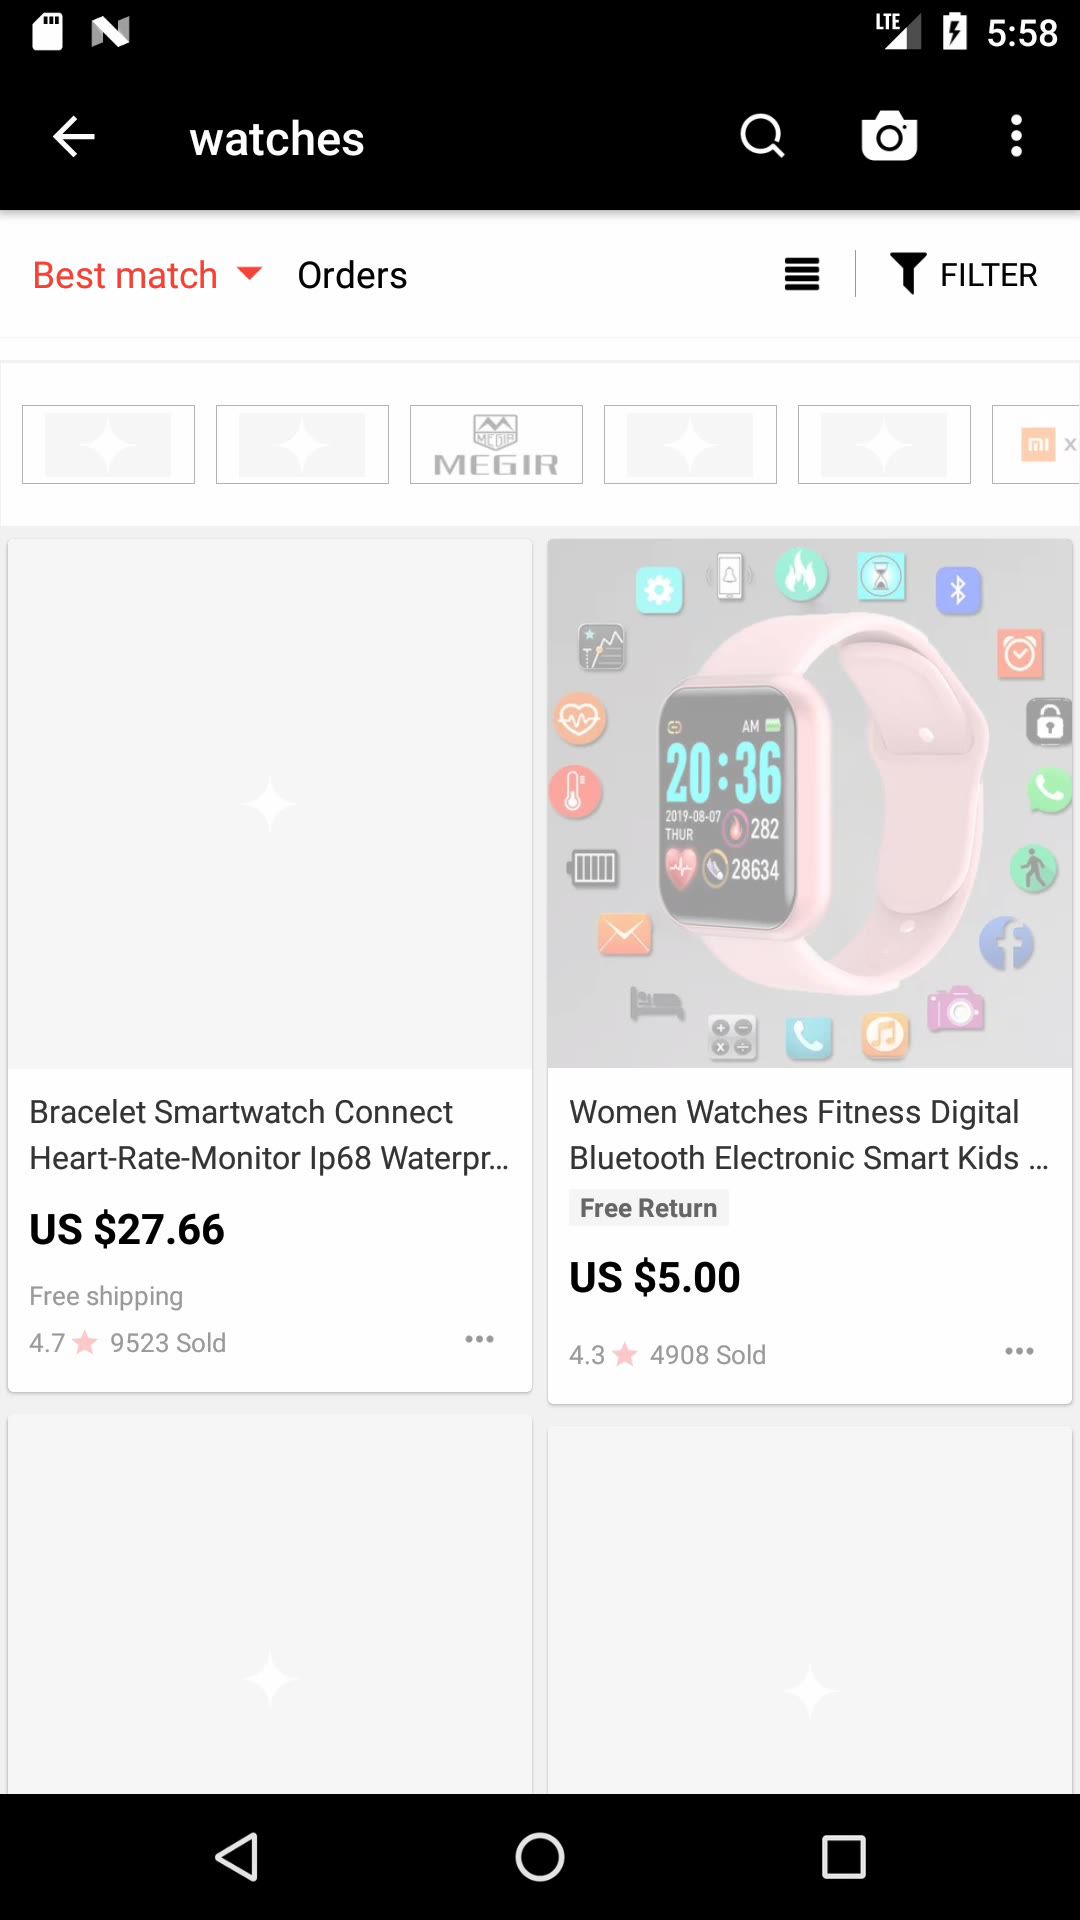 LTE 5:58
watches
Best match Orders FILTER
MEGIR
MEGIR
mi x
AM
20:36
2019-08-07
THUR
282
28634
Bracelet Smartwatch Connect
Heart-Rate-Monitor Ip68 Waterpr...
US $27.66
Free shipping
4.7 9523 Sold
Women Watches Fitness Digital
Bluetooth Electronic Smart Kids ...
Free Return
US $5.00
4.3 4908 Sold